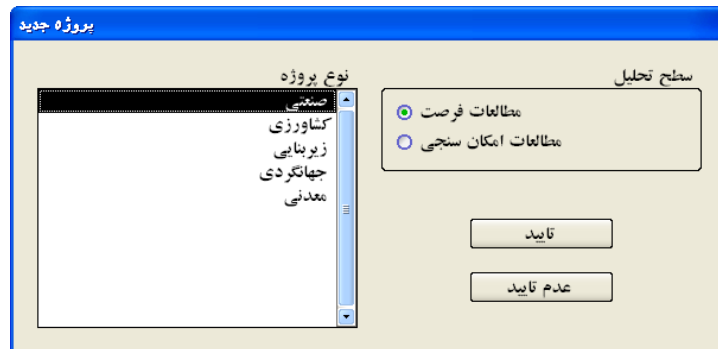 پروژه جدید
سطح تحلیل
مطالعات فرصت
مطالعات امکان سنجی
تایید
عدم تایید
نوع پروژه
صنعتی
کشاورزی
زیربنایی
جهانگردی
معدنی